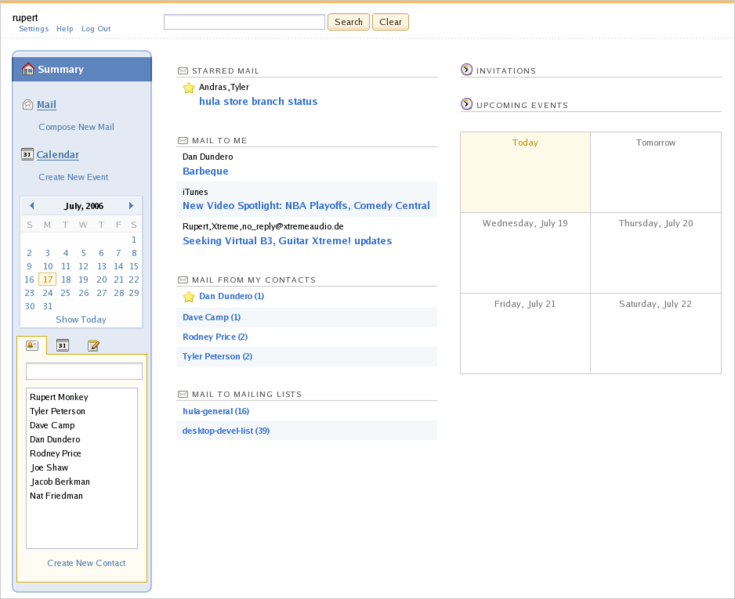 rupert
Settings Help Log Out
Search Clear
Summary
Mail
Compose New Mail
31 Calendar
Create New Event
July, 2006
S M T W T F S
1
2 3 4 5 6 7 8
9 10 11 12 13 14 15
16 17 18 19 20 21 22
23 24 25 26 27 28 29
30 31
Show Today
31
Rupert Monkey
Tyler Peterson
Dave Camp
Dan Dundero
Rodney Price
Joe Shaw
Jacob Berkman
Nat Friedman
Create New Contact
STARRED MAIL
Andras,Tyler
hula store branch status
MAIL TO ME
Dan Dundero
Barbeque
iTunes
New Video Spotlight: NBA Playoffs, Comedy Central
Rupert,Xtreme,no_reply@xtremeaudio.de
Seeking Virtual B3, Guitar Xtreme! updates
MAIL FROM MY CONTACTS
Dan Dundero (1)
Dave Camp (1)
Rodney Price (2)
Tyler Peterson (2)
MAIL TO MAILING LISTS
hula-general (16)
desktop-devel-list (39)
INVITATIONS
UPCOMING EVENTS
Today Tomorrow
Wednesday, July 19 Thursday, July 20
Friday, July 21 Saturday, July 22